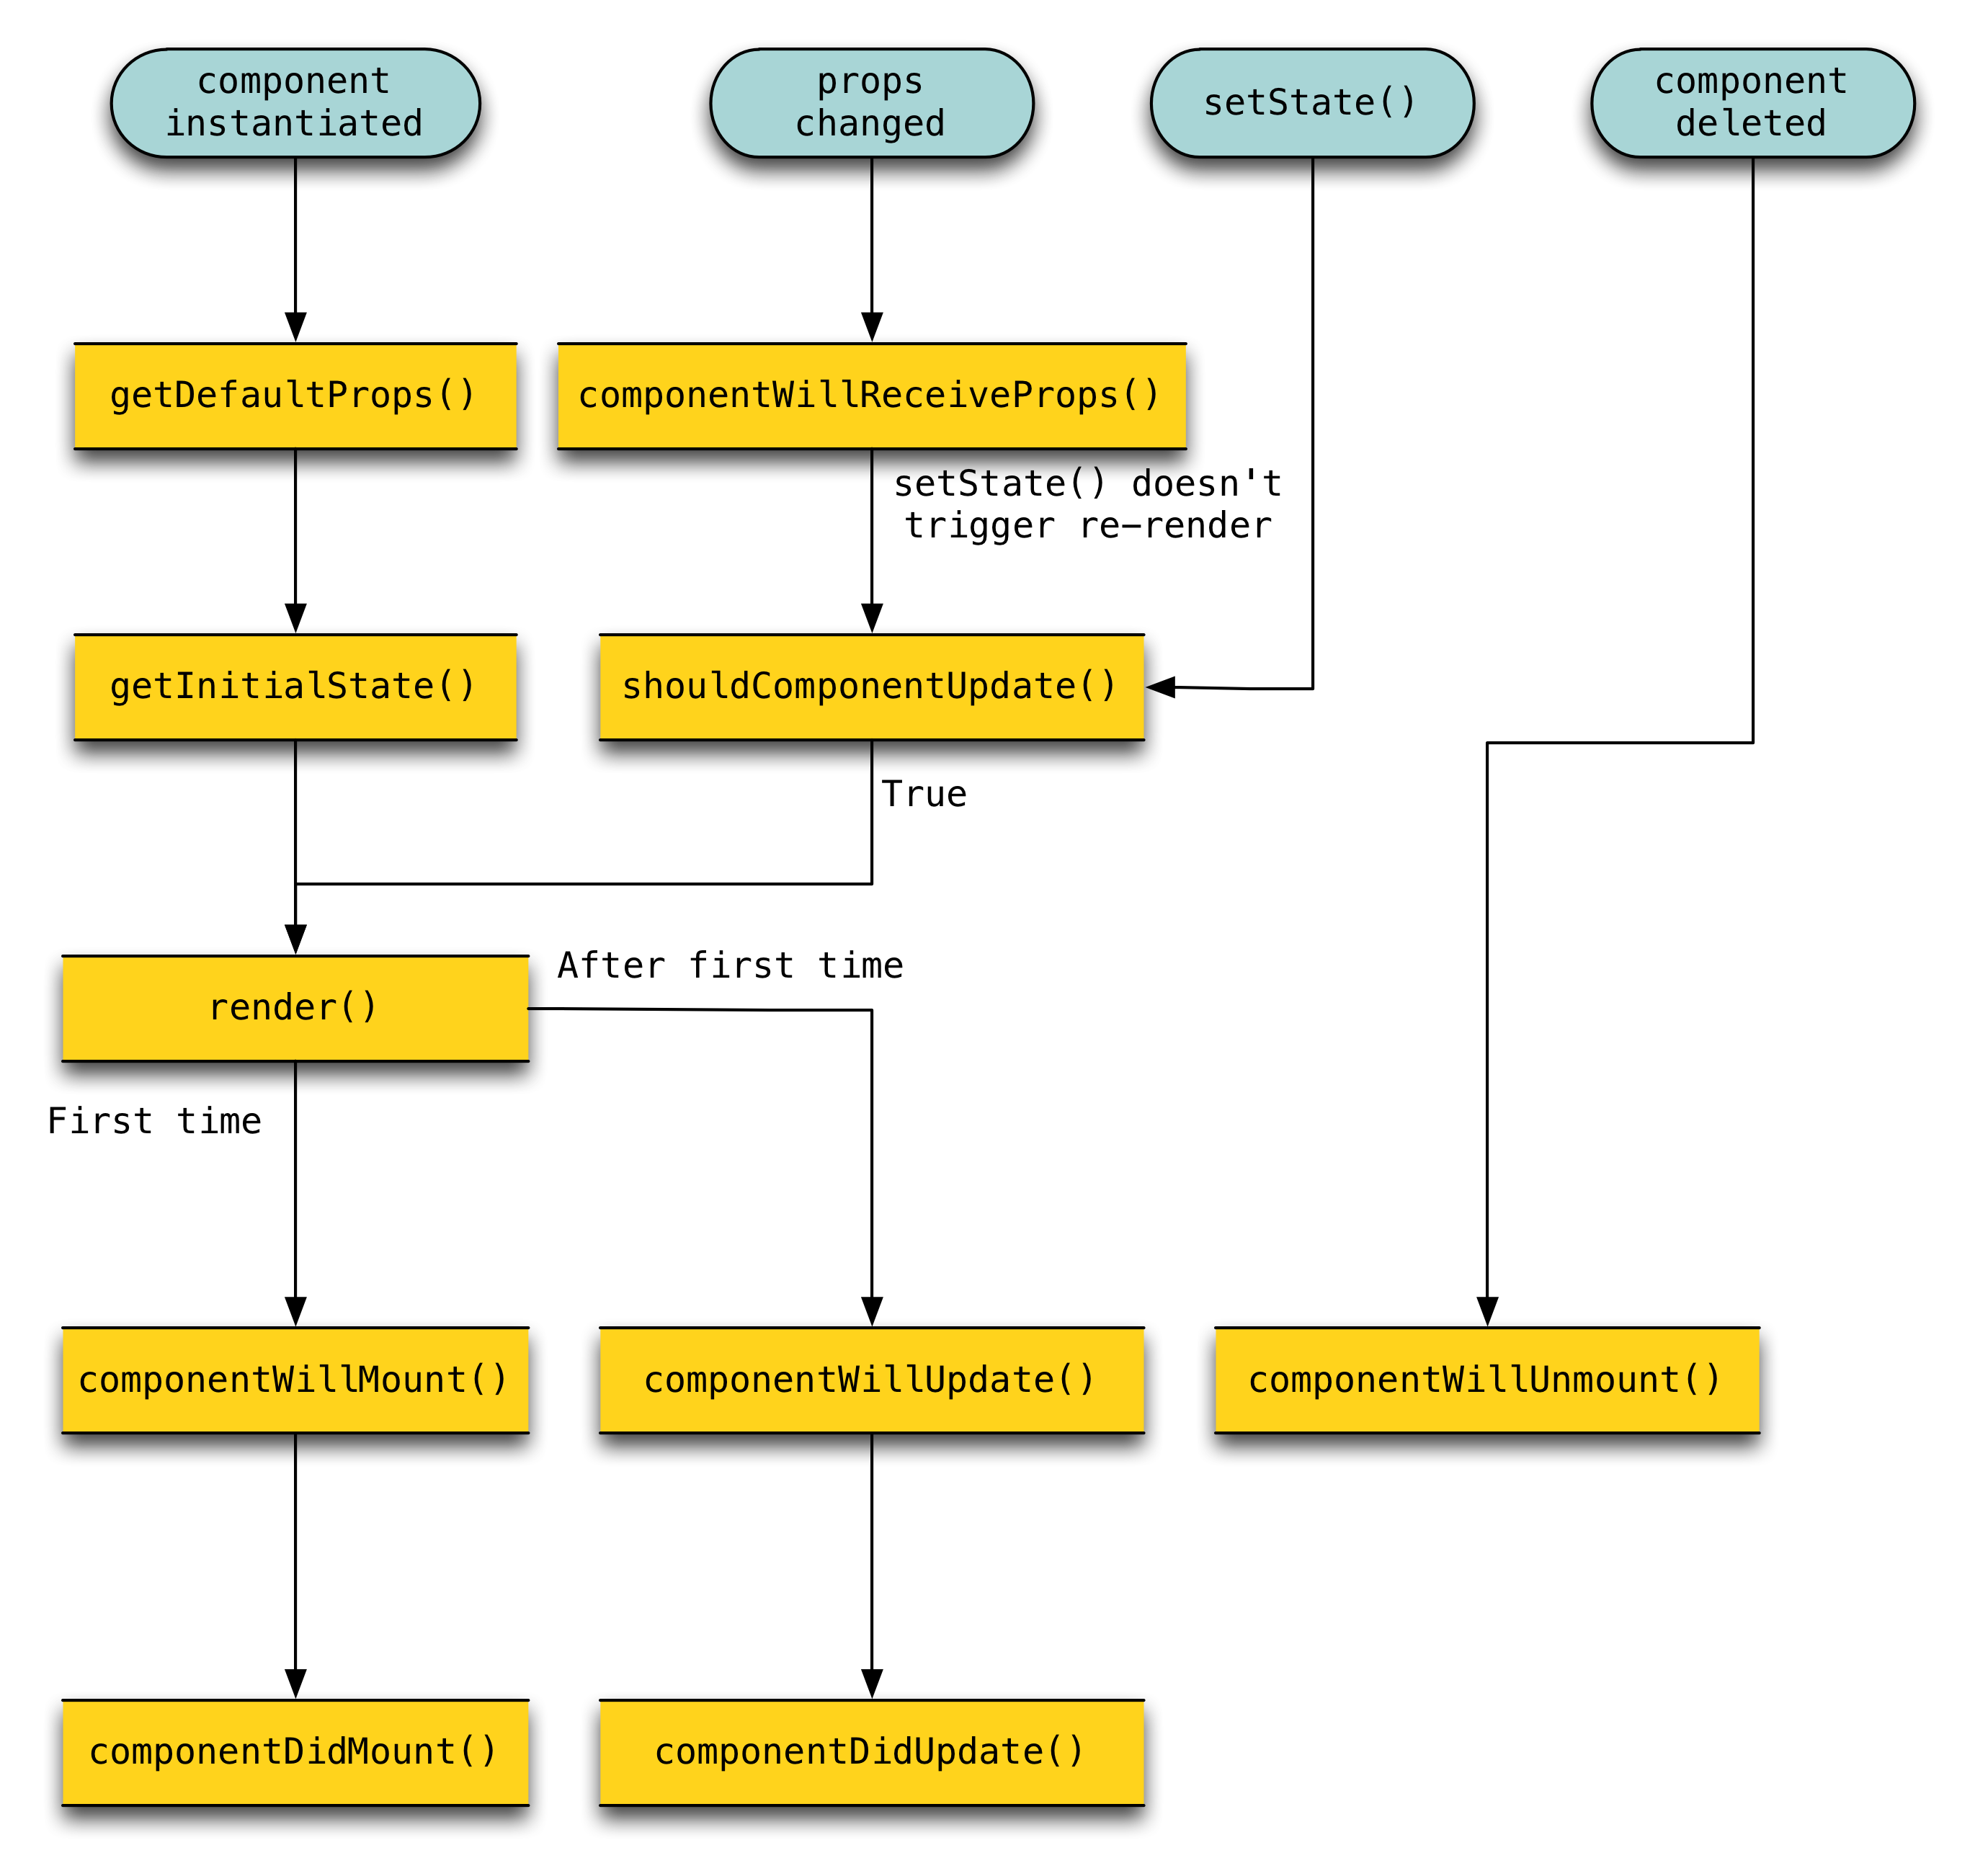 component
instantiated
props
changed
setState()
component
deleted
getDefaultProps()
componentWillReceiveProps()
setState() doesn't
trigger re-render
getInitialState()
shouldComponentUpdate()
True
After first time
render()
First time
componentWillMount()
componentWillUpdate()
componentWillUnmount()
componentDidMount()
componentDidUpdate()